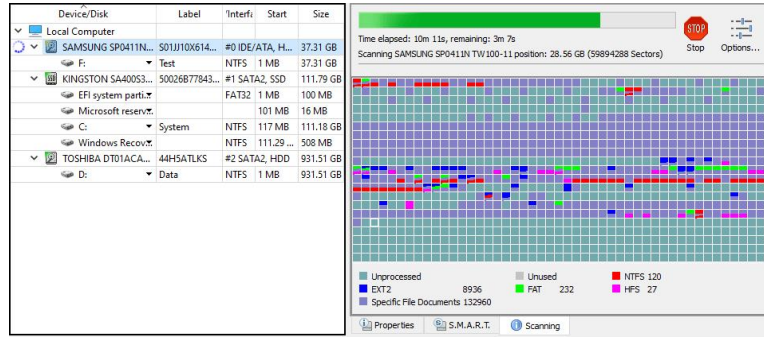 Device/Disk Label Interfa Start Size
Local Computer
SAMSUNG SP0411N... S01JJ10X614... #0 IDE/ATA, H... 37.31 GB
F: Test NTFS 1 MB 37.31 GB
KINGSTON SA400S3... 50026B77843... #1 SATA2, SSD 111.79 GB
EFI system parti... FAT32 1 MB 100 MB
Microsoft reserv... 101 MB 16 MB
C: System NTFS 117 MB 111.18 GB
Windows Recov... NTFS 111.29 ... 508 MB
TOSHIBA DT01ACA... 44H5ATLKS #2 SATA2, HDD 931.51 GB
D: Data NTFS 1 MB 931.51 GB
Time elapsed: 10m 11s, remaining: 3m 7s
Scanning SAMSUNG SP0411N TW100-11 position: 28.56 GB (59894288 Sectors)
STOP
Stop Options...
Unprocessed Unused NTFS 120
EXT2 8936 FAT 232 HFS 27
Specific File Documents 132960
Properties S.M.A.R.T. Scanning